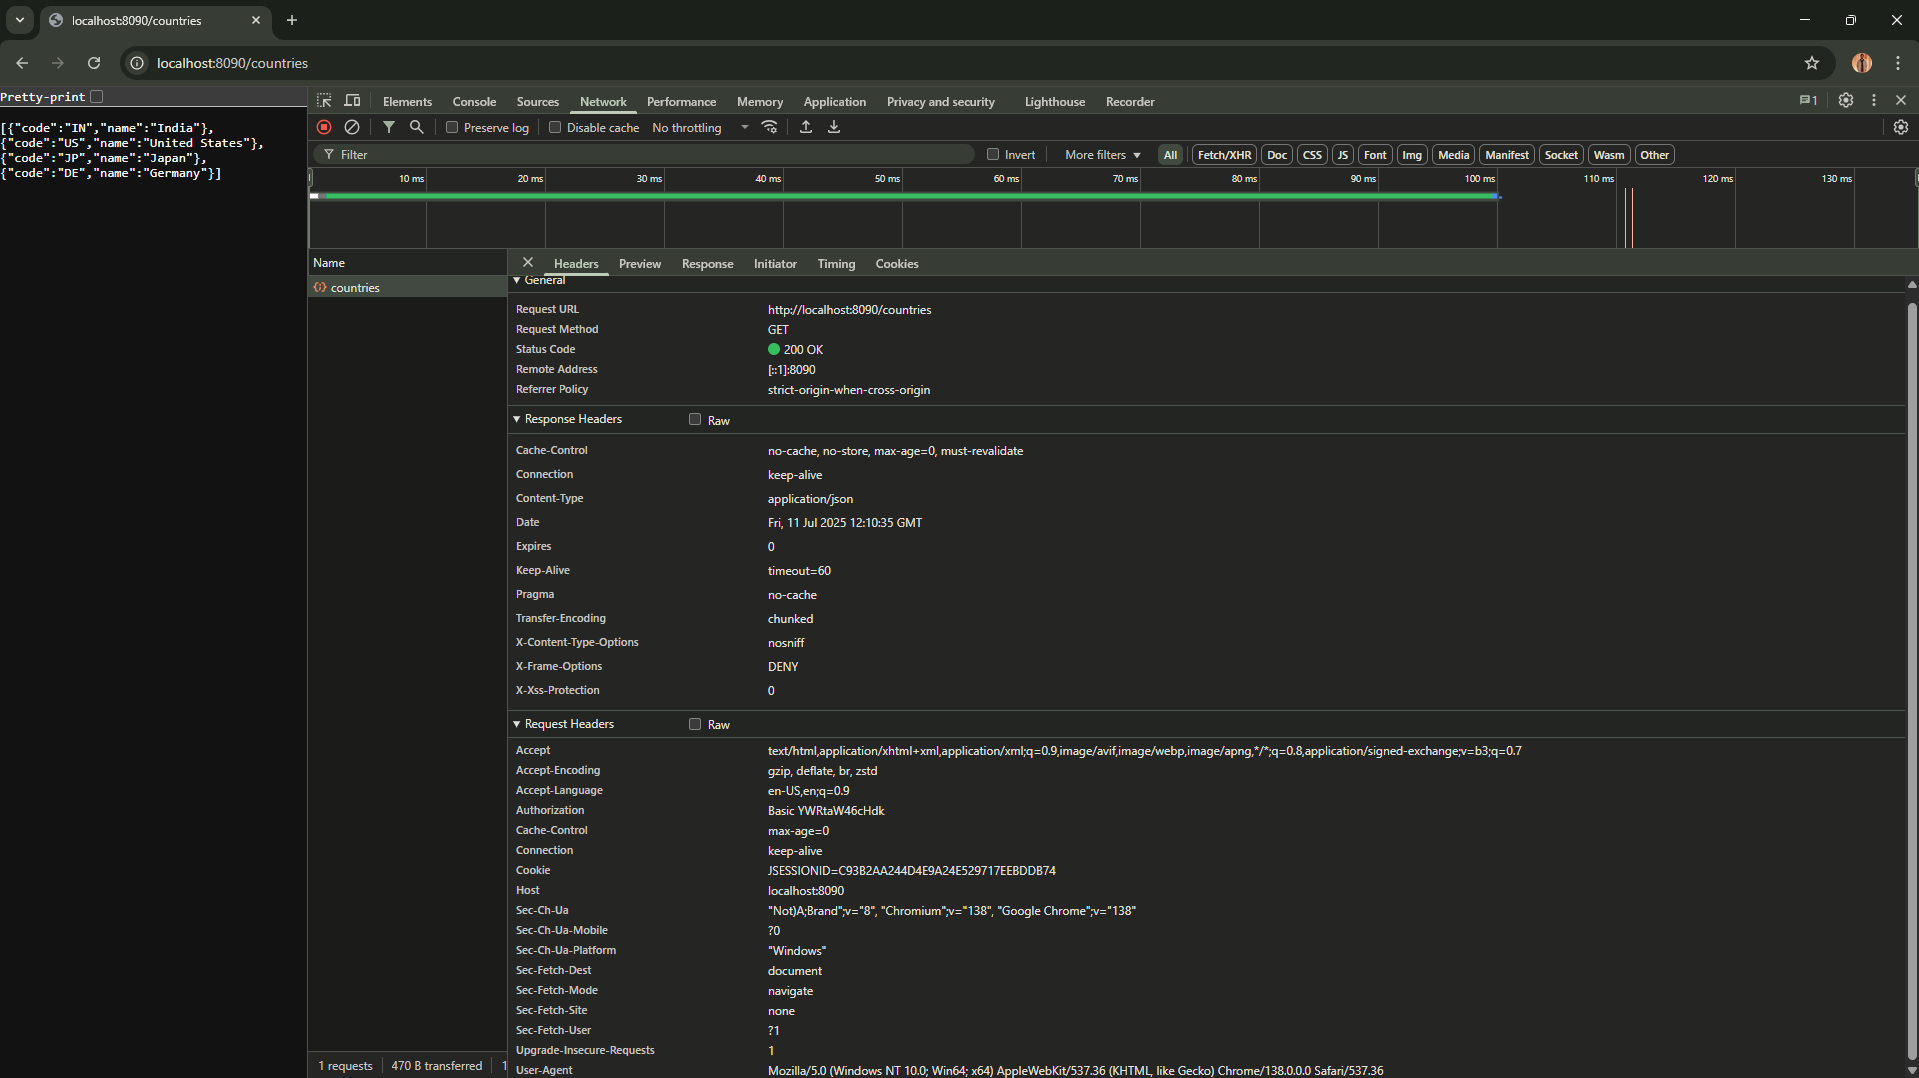 localhost:8090/countries
localhost:8090/countries
Pretty-print
[{"code":"IN","name":"India"},
{"code":"US","name":"United States"},
{"code":"JP","name":"Japan"},
{"code":"DE","name":"Germany"}]
Elements Console Sources Network Performance Memory Application Privacy and security Lighthouse Recorder 1
Preserve log Disable cache No throttling
Filter Invert More filters All Fetch/XHR Doc CSS JS Font Img Media Manifest Socket Wasm Other
10 ms 20 ms 30 ms 40 ms 50 ms 60 ms 70 ms 80 ms 90 ms 100 ms 110 ms 120 ms 130 ms
Name
countries
Headers Preview Response Initiator Timing Cookies
General
Request URL http://localhost:8090/countries
Request Method GET
Status Code 200 OK
Remote Address [::1]:8090
Referrer Policy strict-origin-when-cross-origin
Response Headers Raw
Cache-Control no-cache, no-store, max-age=0, must-revalidate
Connection keep-alive
Content-Type application/json
Date Fri, 11 Jul 2025 12:10:35 GMT
Expires 0
Keep-Alive timeout=60
Pragma no-cache
Transfer-Encoding chunked
X-Content-Type-Options nosniff
X-Frame-Options DENY
X-Xss-Protection 0
Request Headers Raw
Accept text/html,application/xhtml+xml,application/xml;q=0.9,image/avif,image/webp,image/apng,*/*;q=0.8,application/signed-exchange;v=b3;q=0.7
Accept-Encoding gzip, deflate, br, zstd
Accept-Language en-US,en;q=0.9
Authorization Basic YWRtaW46cHdk
Cache-Control max-age=0
Connection keep-alive
Cookie JSESSIONID=C93B2AA244D4E9A24E529717EEBDDB74
Host localhost:8090
Sec-Ch-Ua "Not)A;Brand";v="8", "Chromium";v="138", "Google Chrome";v="138"
Sec-Ch-Ua-Mobile ?0
Sec-Ch-Ua-Platform "Windows"
Sec-Fetch-Dest document
Sec-Fetch-Mode navigate
Sec-Fetch-Site none
Sec-Fetch-User ?1
Upgrade-Insecure-Requests 1
User-Agent Mozilla/5.0 (Windows NT 10.0; Win64; x64) AppleWebKit/537.36 (KHTML, like Gecko) Chrome/138.0.0.0 Safari/537.36
1 requests 470 B transferred 1